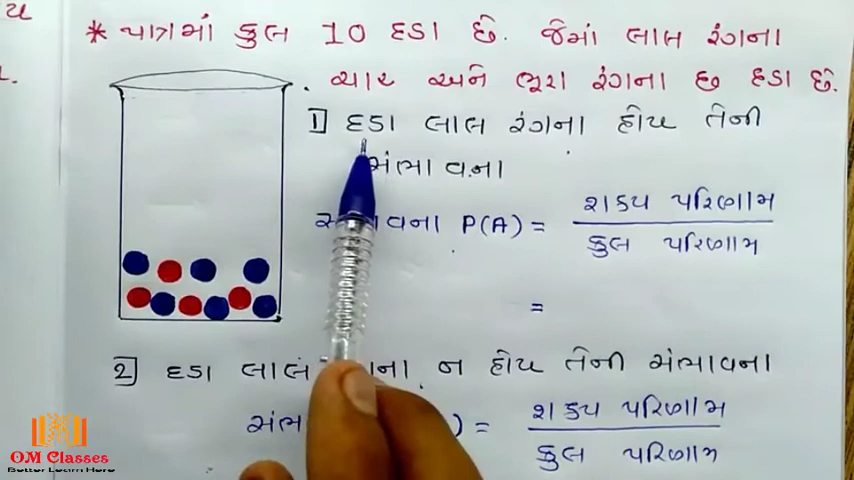 ય
* પાત્રમાં કુલ 10 દડા છે. જેમાં લાલ રંગના
ચાર અને ભૂરા રંગના છ દડા છે.
1) દડા લાલ રંગના હોય તેની
સંભાવના
P(A) = શક્ય પરિણામ
કુલ પરિણામ
=
2) દડા લાલ ના ન હોય તેની સંભાવના
) = શક્ય પરિણામ
કુલ પરિણામ
OM Classes
Better Learn Here